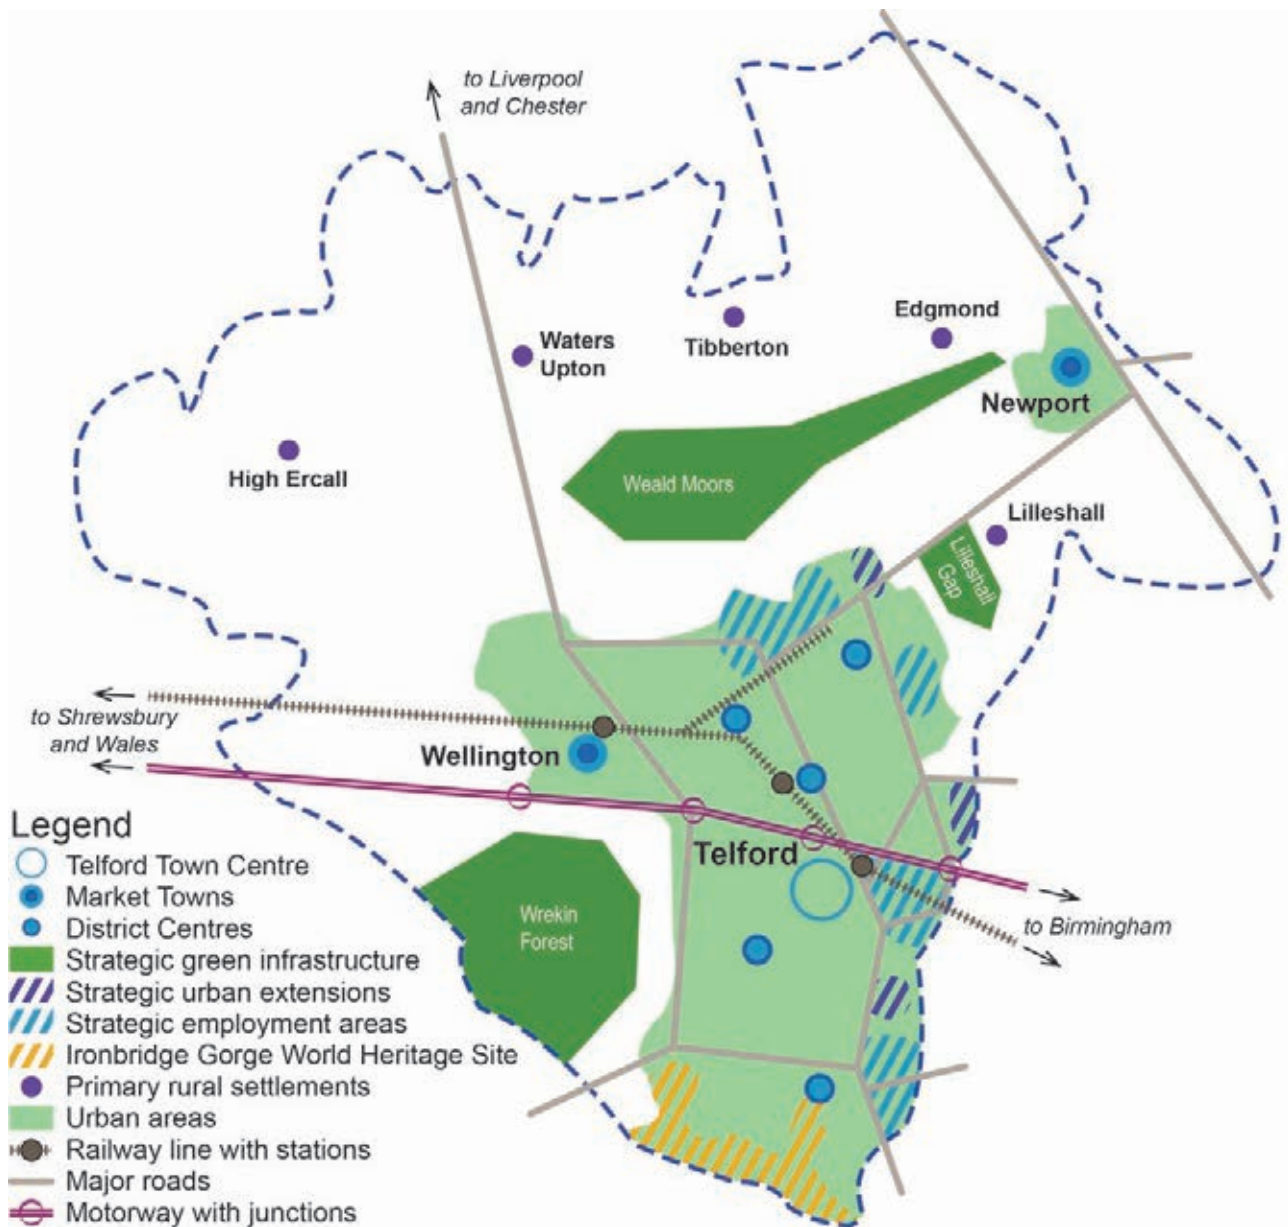 to Liverpool
and Chester
Edgmond
Waters
Upton
Tibberton
Newport
High Ercall
Weald Moors
Lilleshall
Lilleshall
Gap
to Shrewsbury
and Wales
Wellington
Telford
Wrekin
Forest
to Birmingham
Legend
Telford Town Centre
Market Towns
District Centres
Strategic green infrastructure
Strategic urban extensions
Strategic employment areas
Ironbridge Gorge World Heritage Site
Primary rural settlements
Urban areas
Railway line with stations
Major roads
Motorway with junctions